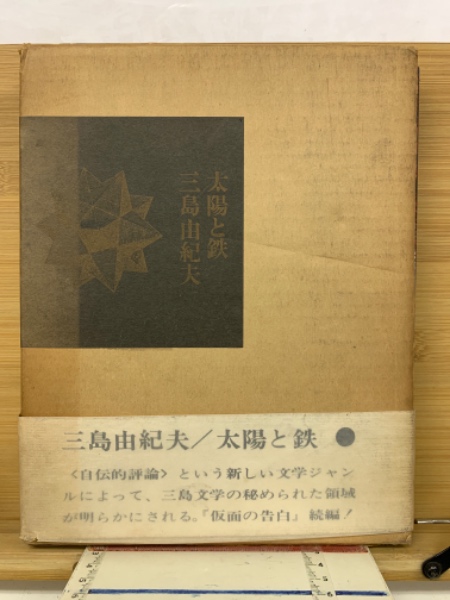 太陽と鉄
三島由紀夫
三島由紀夫/太陽と鉄 ●
〈自伝的評論〉という新しい文学ジャン
ルによって、三島文学の秘められた領域
が明らかにされる。『仮面の告白』続編!